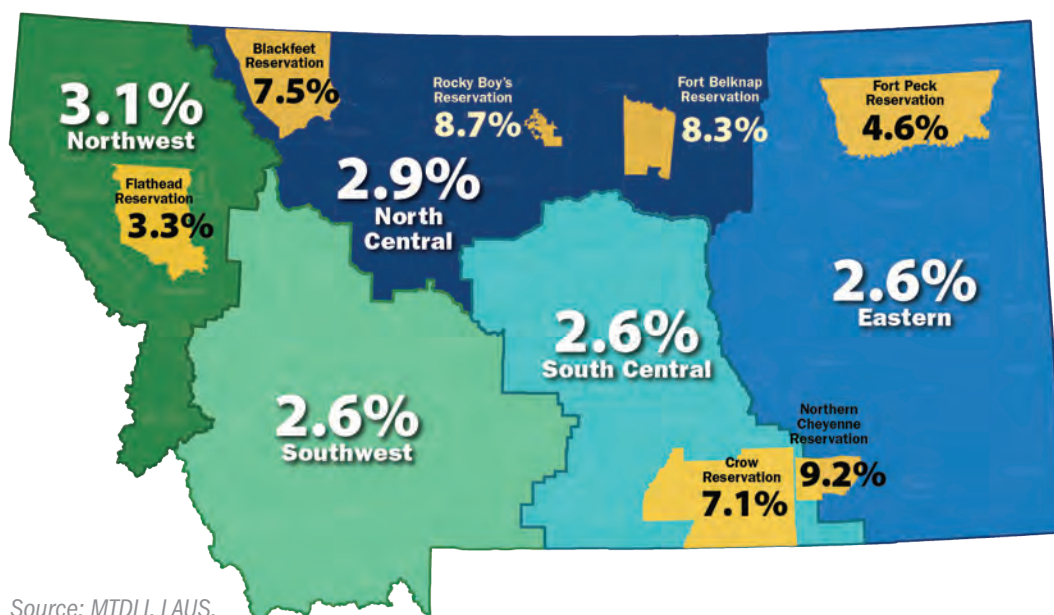 Blackfeet
Reservation
7.5%
3.1%
Northwest
Rocky Boy's
Reservation
8.7%
Fort Belknap
Reservation
8.3%
Fort Peck
Reservation
4.6%
Flathead
Reservation
3.3%
2.9%
North
Central
2.6%
Eastern
2.6%
South Central
2.6%
Southwest
Northern
Cheyenne
Reservation
9.2%
Crow
Reservation
7.1%
Source: MTDLI, LAUS.